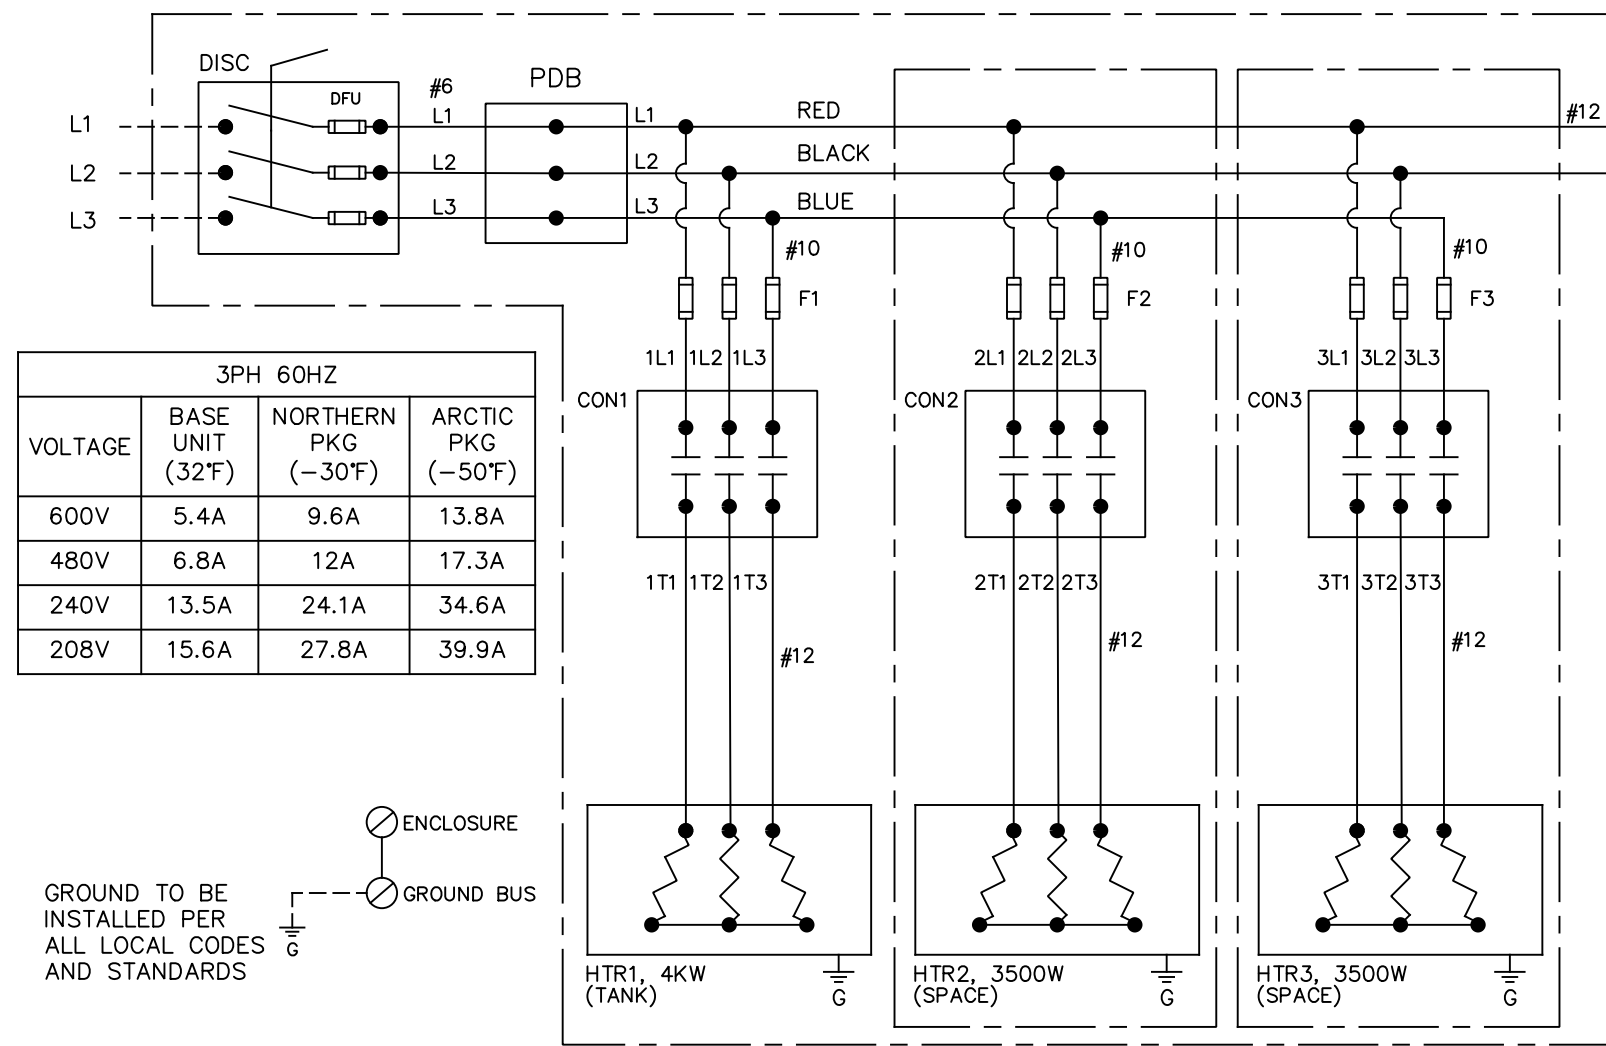 DISC
DFU
#6
PDB
L1
L1
L1
RED
#12
L2
L2
L2
BLACK
L3
L3
L3
BLUE
#10
#10
#10
F1
F2
F3
1L1 1L2 1L3
2L1 2L2 2L3
3L1 3L2 3L3
CON1
CON2
CON3
1T1 1T2 1T3
2T1 2T2 2T3
3T1 3T2 3T3
#12
#12
#12
3PH 60HZ
VOLTAGE
BASE
UNIT
(32°F)
NORTHERN
PKG
(-30°F)
ARCTIC
PKG
(-50°F)
600V 5.4A 9.6A 13.8A
480V 6.8A 12A 17.3A
240V 13.5A 24.1A 34.6A
208V 15.6A 27.8A 39.9A
ENCLOSURE
GROUND BUS
GROUND TO BE
INSTALLED PER
ALL LOCAL CODES
AND STANDARDS
G
HTR1, 4KW
(TANK)
G
HTR2, 3500W
(SPACE)
G
HTR3, 3500W
(SPACE)
G